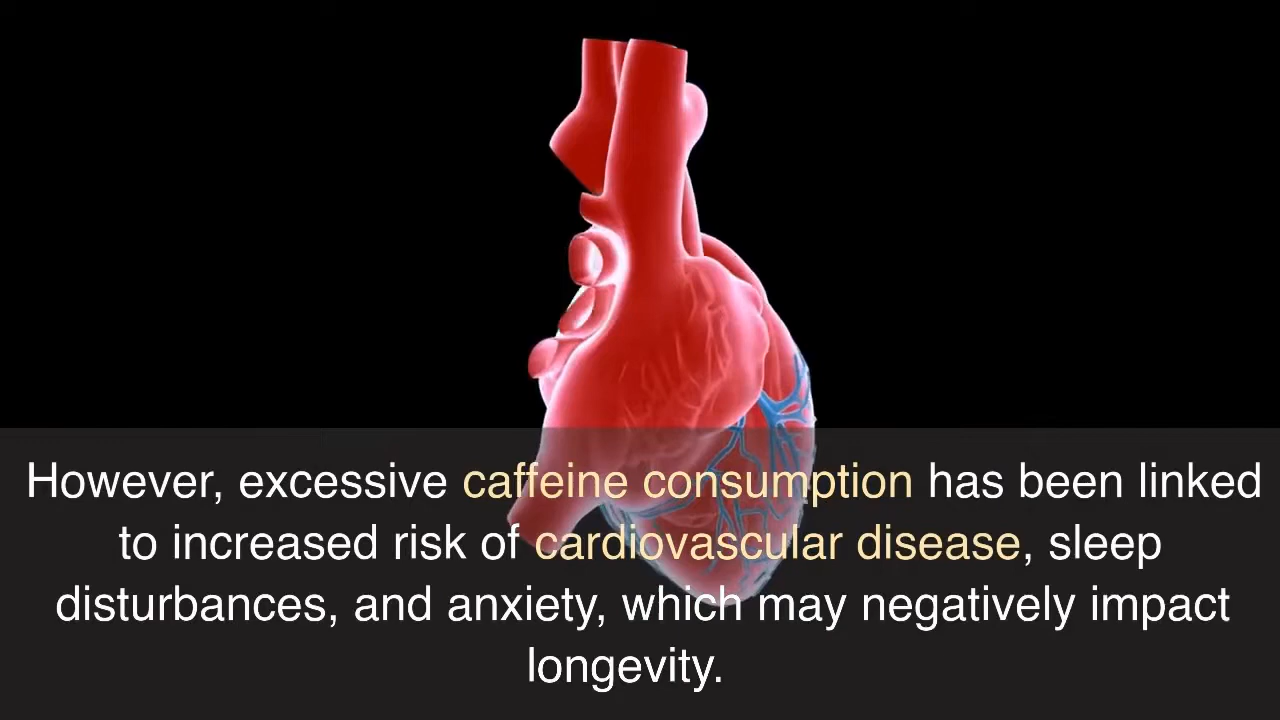 However, excessive caffeine consumption has been linked
to increased risk of cardiovascular disease, sleep
disturbances, and anxiety, which may negatively impact
longevity.